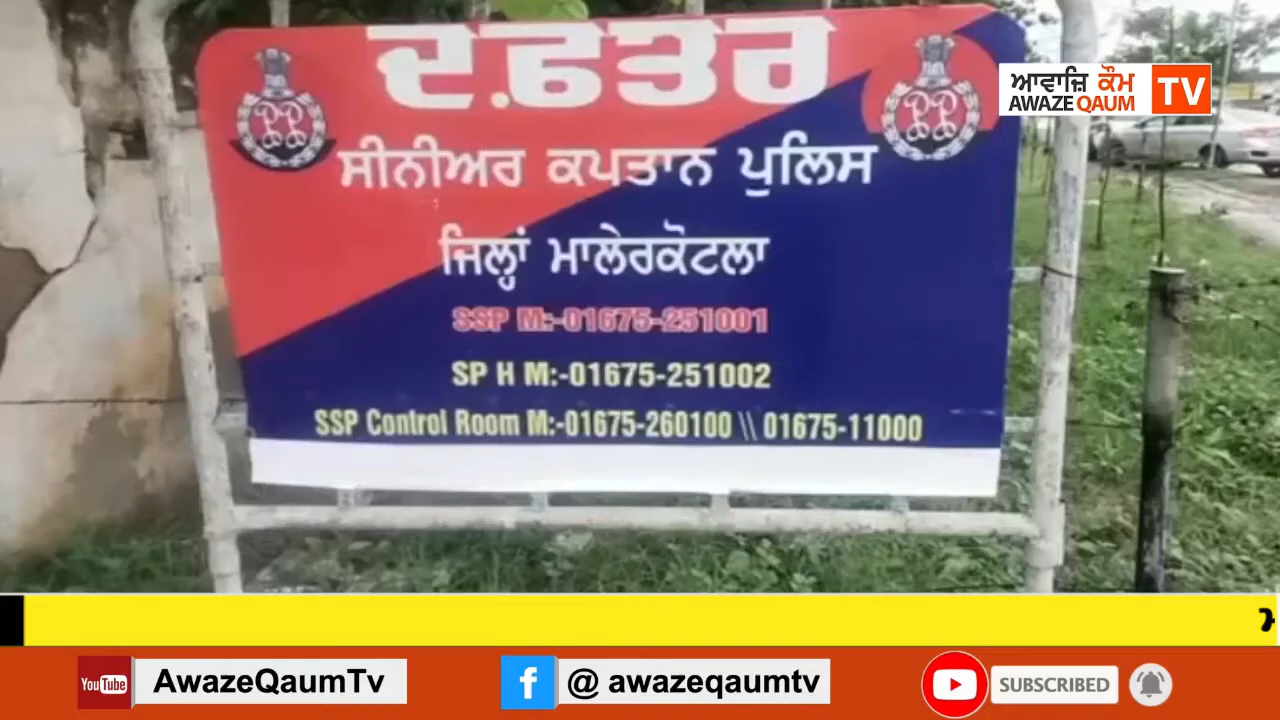 ਦ.ਫਤਰ
ਸੀਨੀਅਰ ਕਪਤਾਨ ਪੁਲਿਸ
ਜਿਲ੍ਹਾਂ ਮਾਲੇਰਕੋਟਲਾ
SSP M:-01675-251001
SP H M:-01675-251002
SSP Control Room M:-01675-260100 \\ 01675-11000
ਆਵਾਜ਼ਿ ਕੌਮ
AWAZE QAUM TV
YouTube AwazeQaumTv
f @ awazeqaumtv
SUBSCRIBED